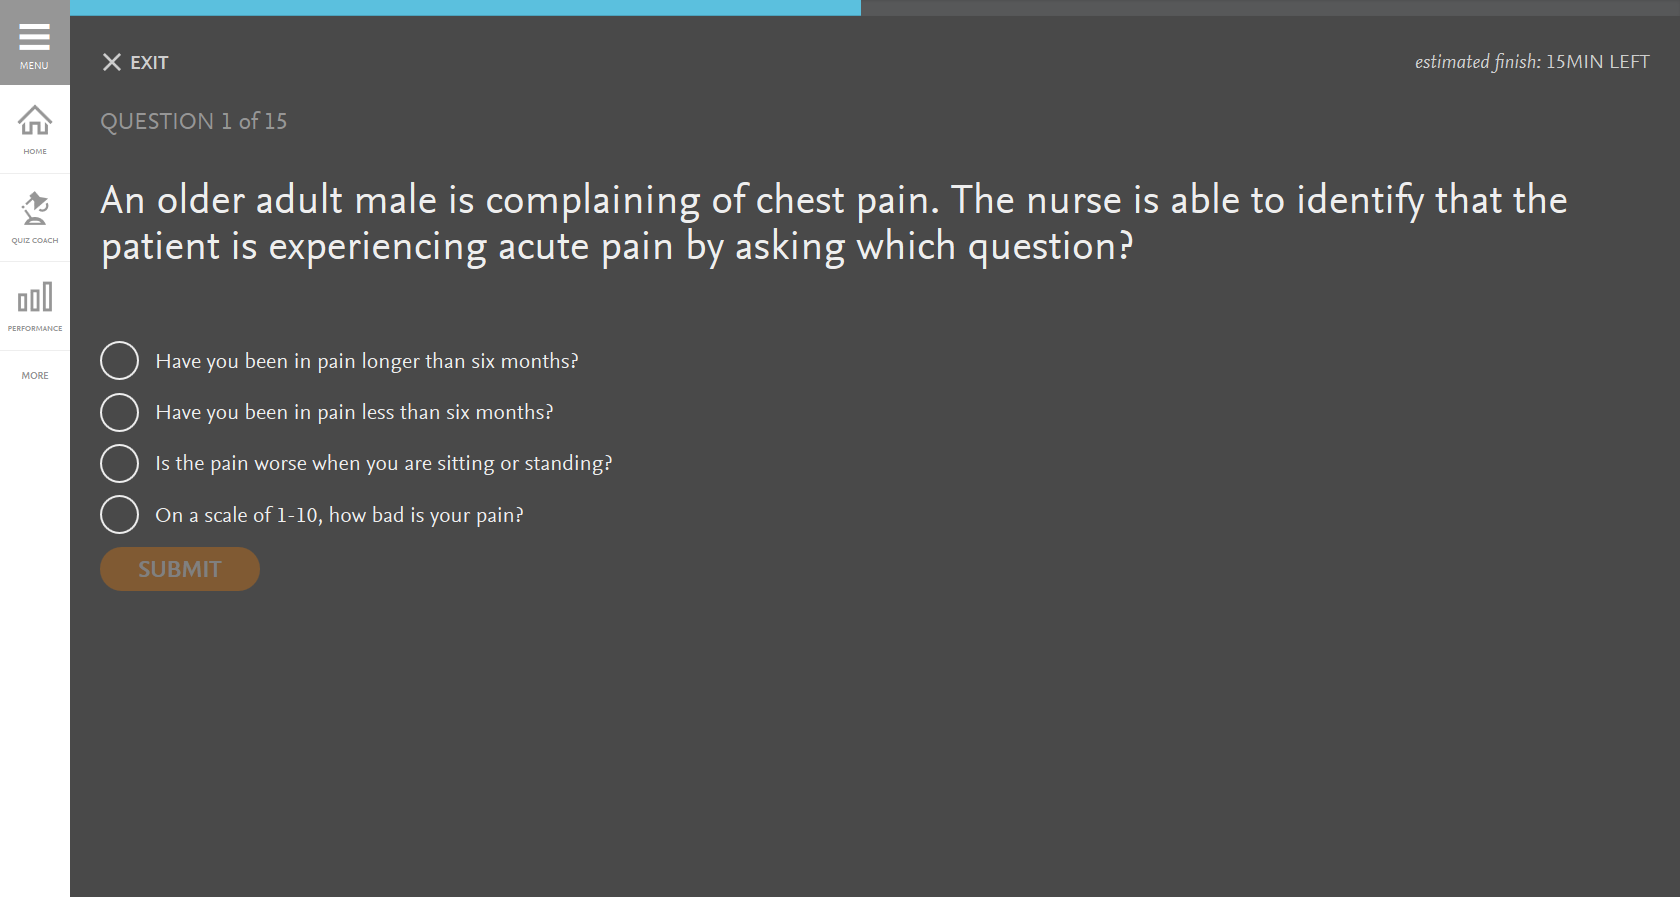 MENU
HOME
QUIZ COACH
PERFORMANCE
MORE
EXIT
estimated finish: 15MIN LEFT
QUESTION 1 of 15
An older adult male is complaining of chest pain. The nurse is able to identify that the
patient is experiencing acute pain by asking which question?
Have you been in pain longer than six months?
Have you been in pain less than six months?
Is the pain worse when you are sitting or standing?
On a scale of 1-10, how bad is your pain?
SUBMIT